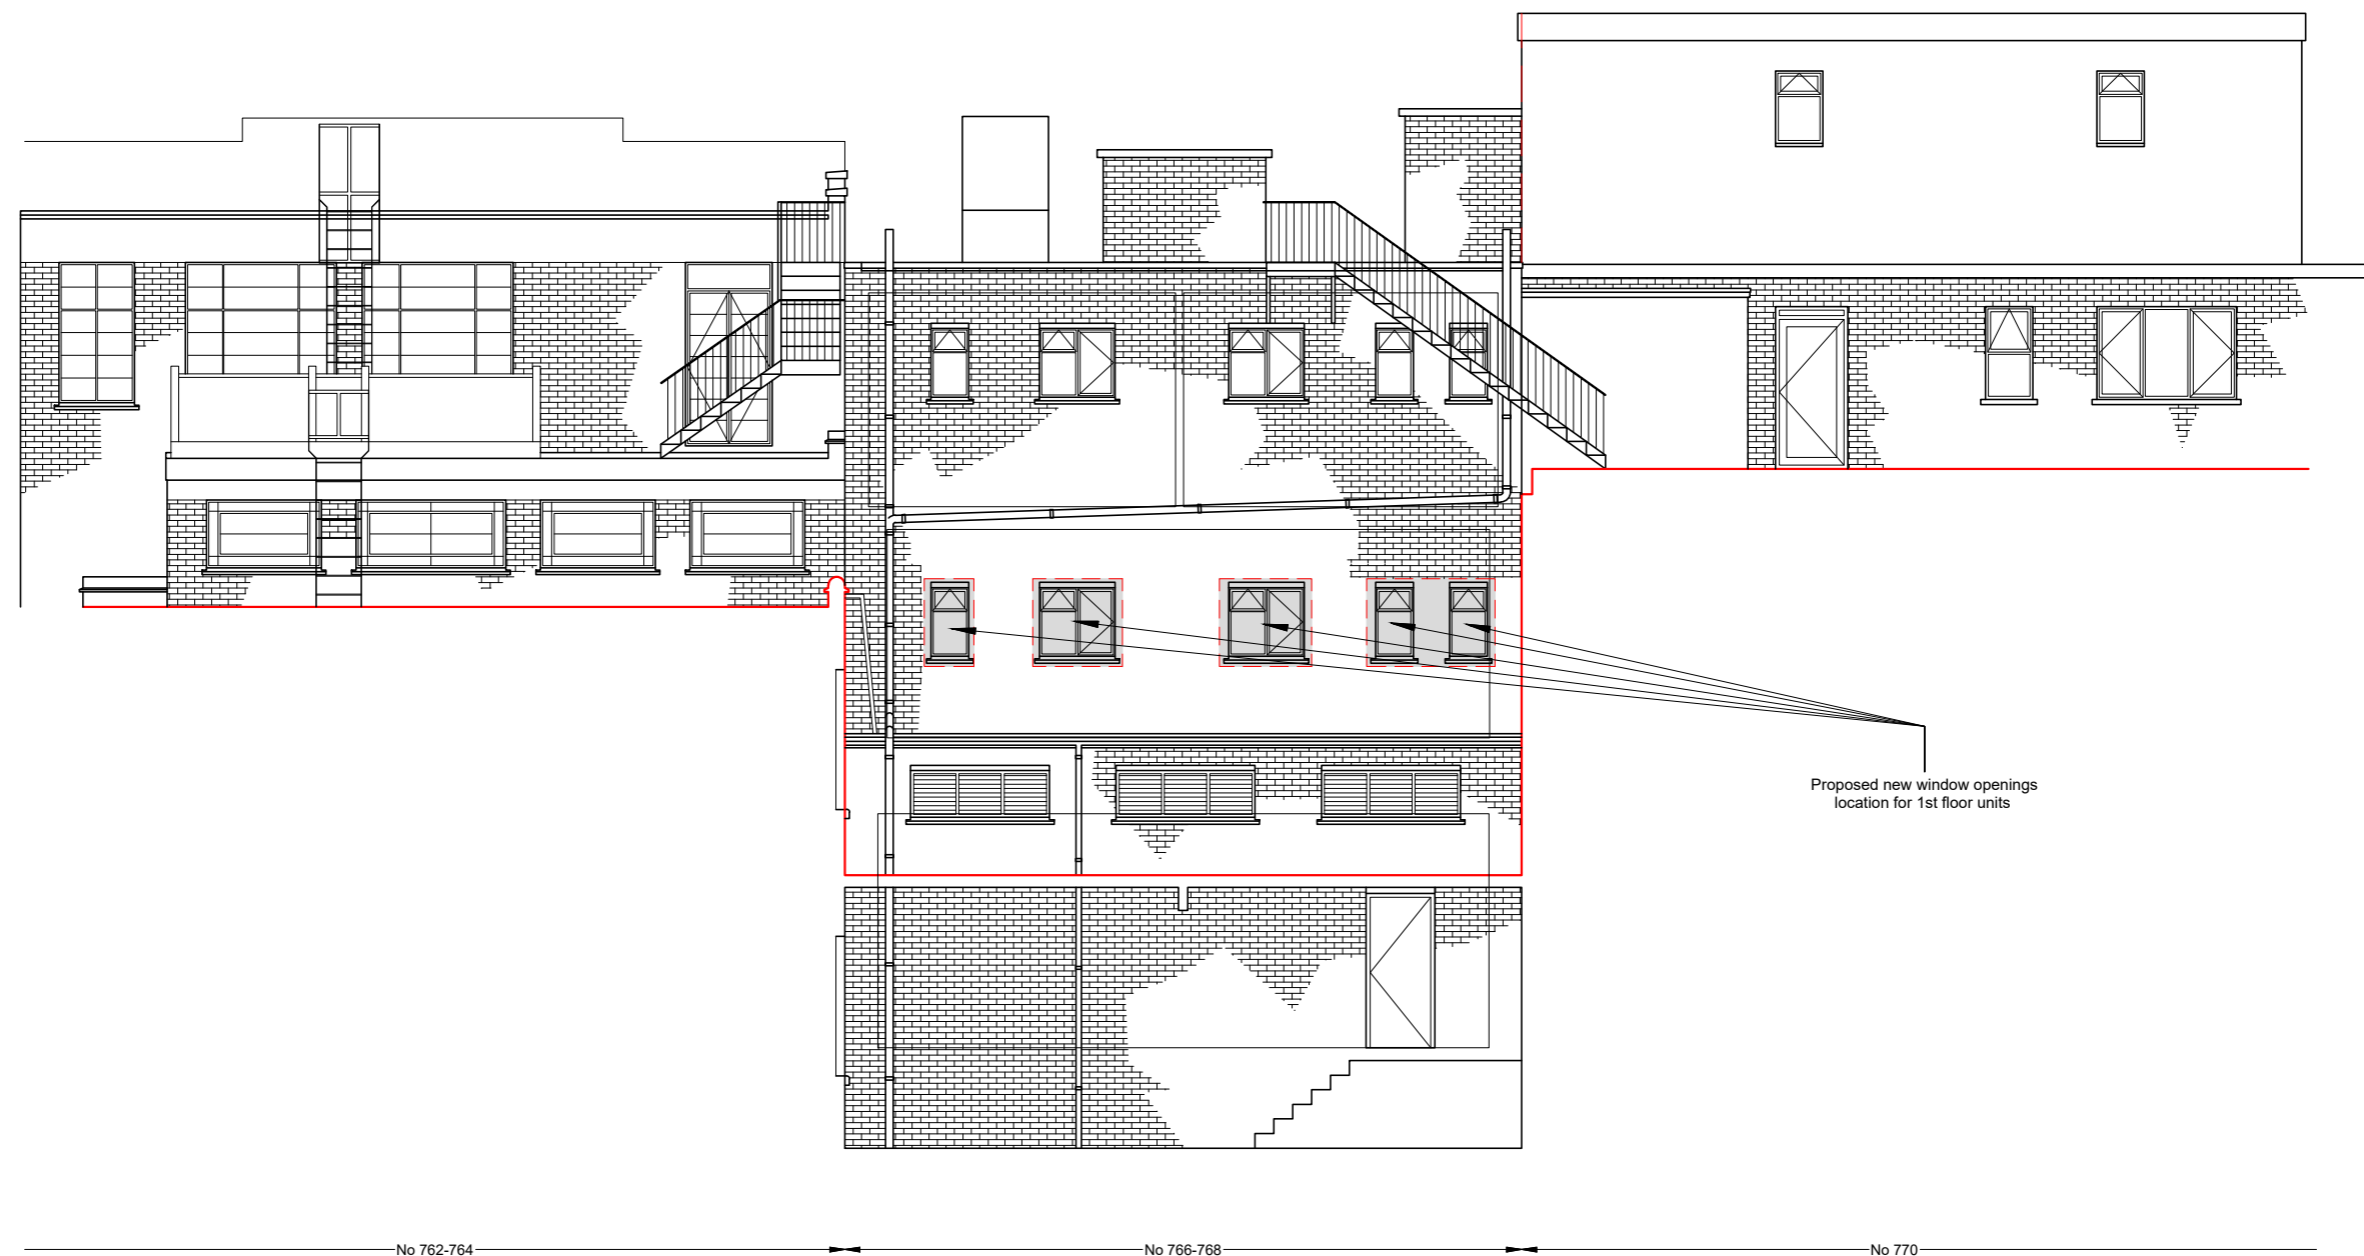 Proposed new window openings
location for 1st floor units
No 762-764
No 766-768
No 770